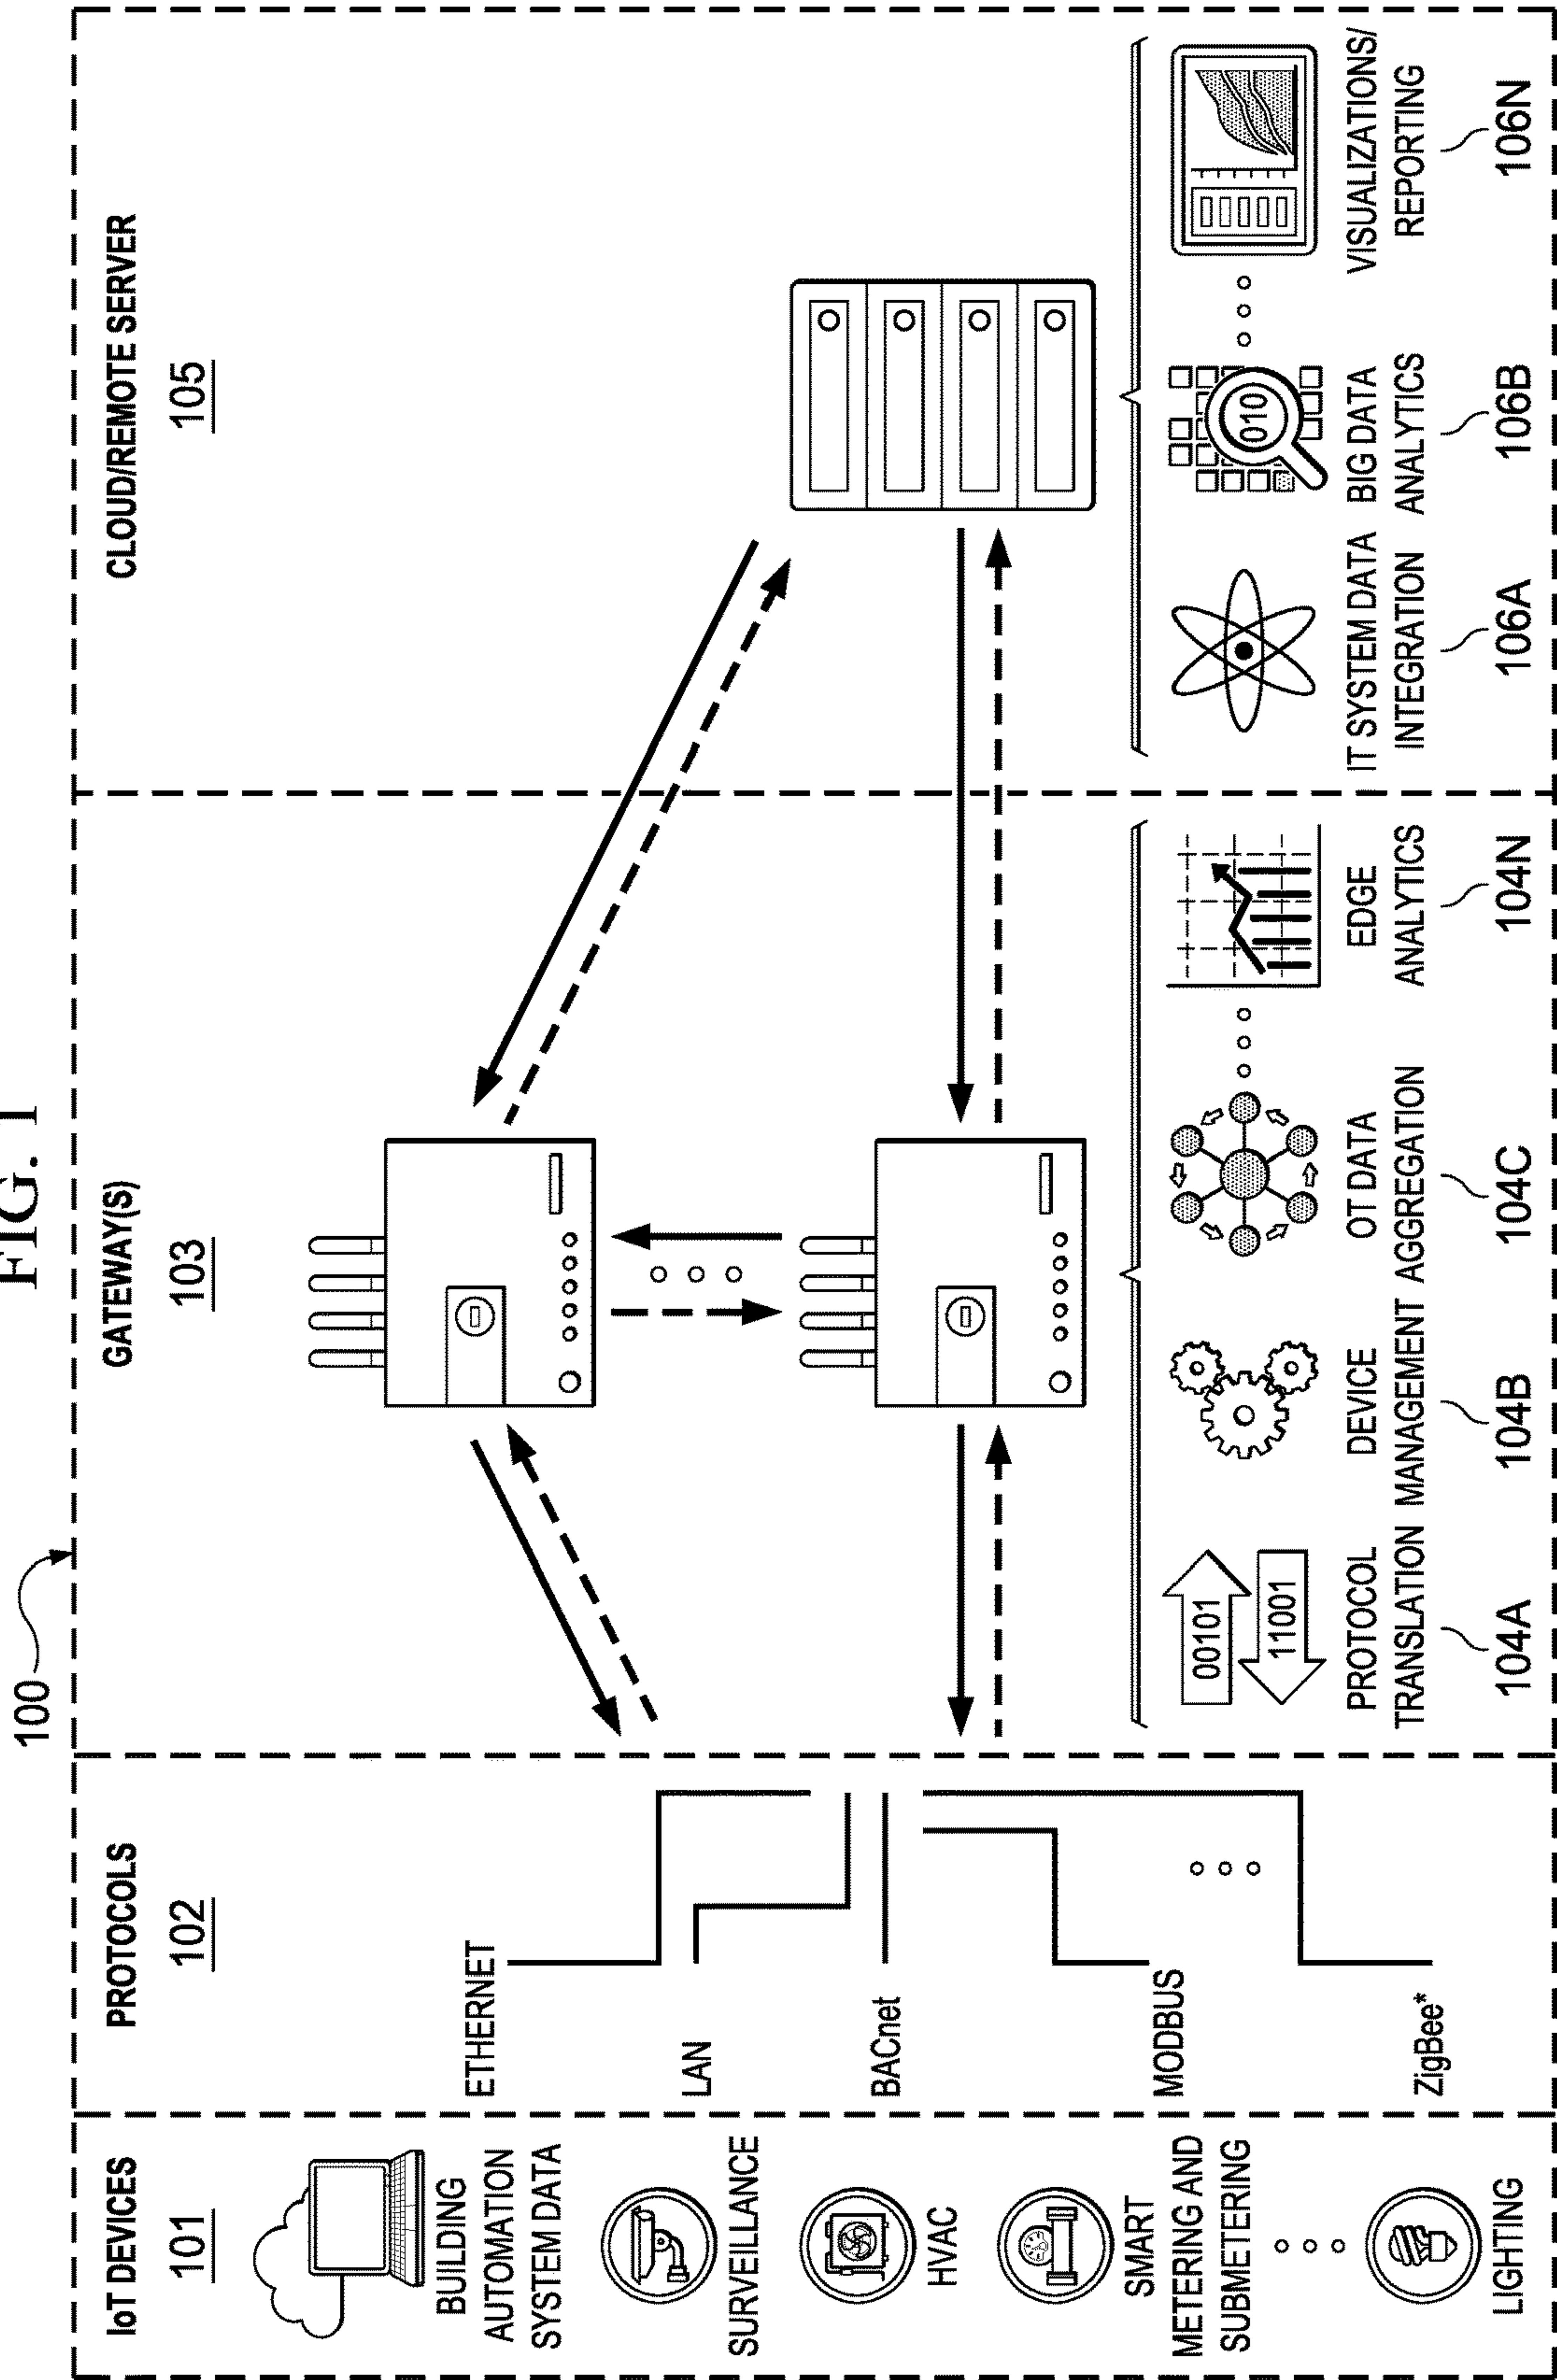 FIG. 1
100
IoT DEVICES
101
BUILDING
AUTOMATION
SYSTEM DATA
SURVEILLANCE
HVAC
SMART
METERING AND
SUBMETERING
LIGHTING
PROTOCOLS
102
ETHERNET
LAN
BACnet
MODBUS
ZigBee*
GATEWAY(S)
103
00101
11001
PROTOCOL
TRANSLATION
104A
DEVICE
MANAGEMENT
104B
OT DATA
AGGREGATION
104C
EDGE
ANALYTICS
104N
CLOUD/REMOTE SERVER
105
IT SYSTEM DATA
INTEGRATION
106A
010
BIG DATA
ANALYTICS
106B
VISUALIZATIONS/
REPORTING
106N